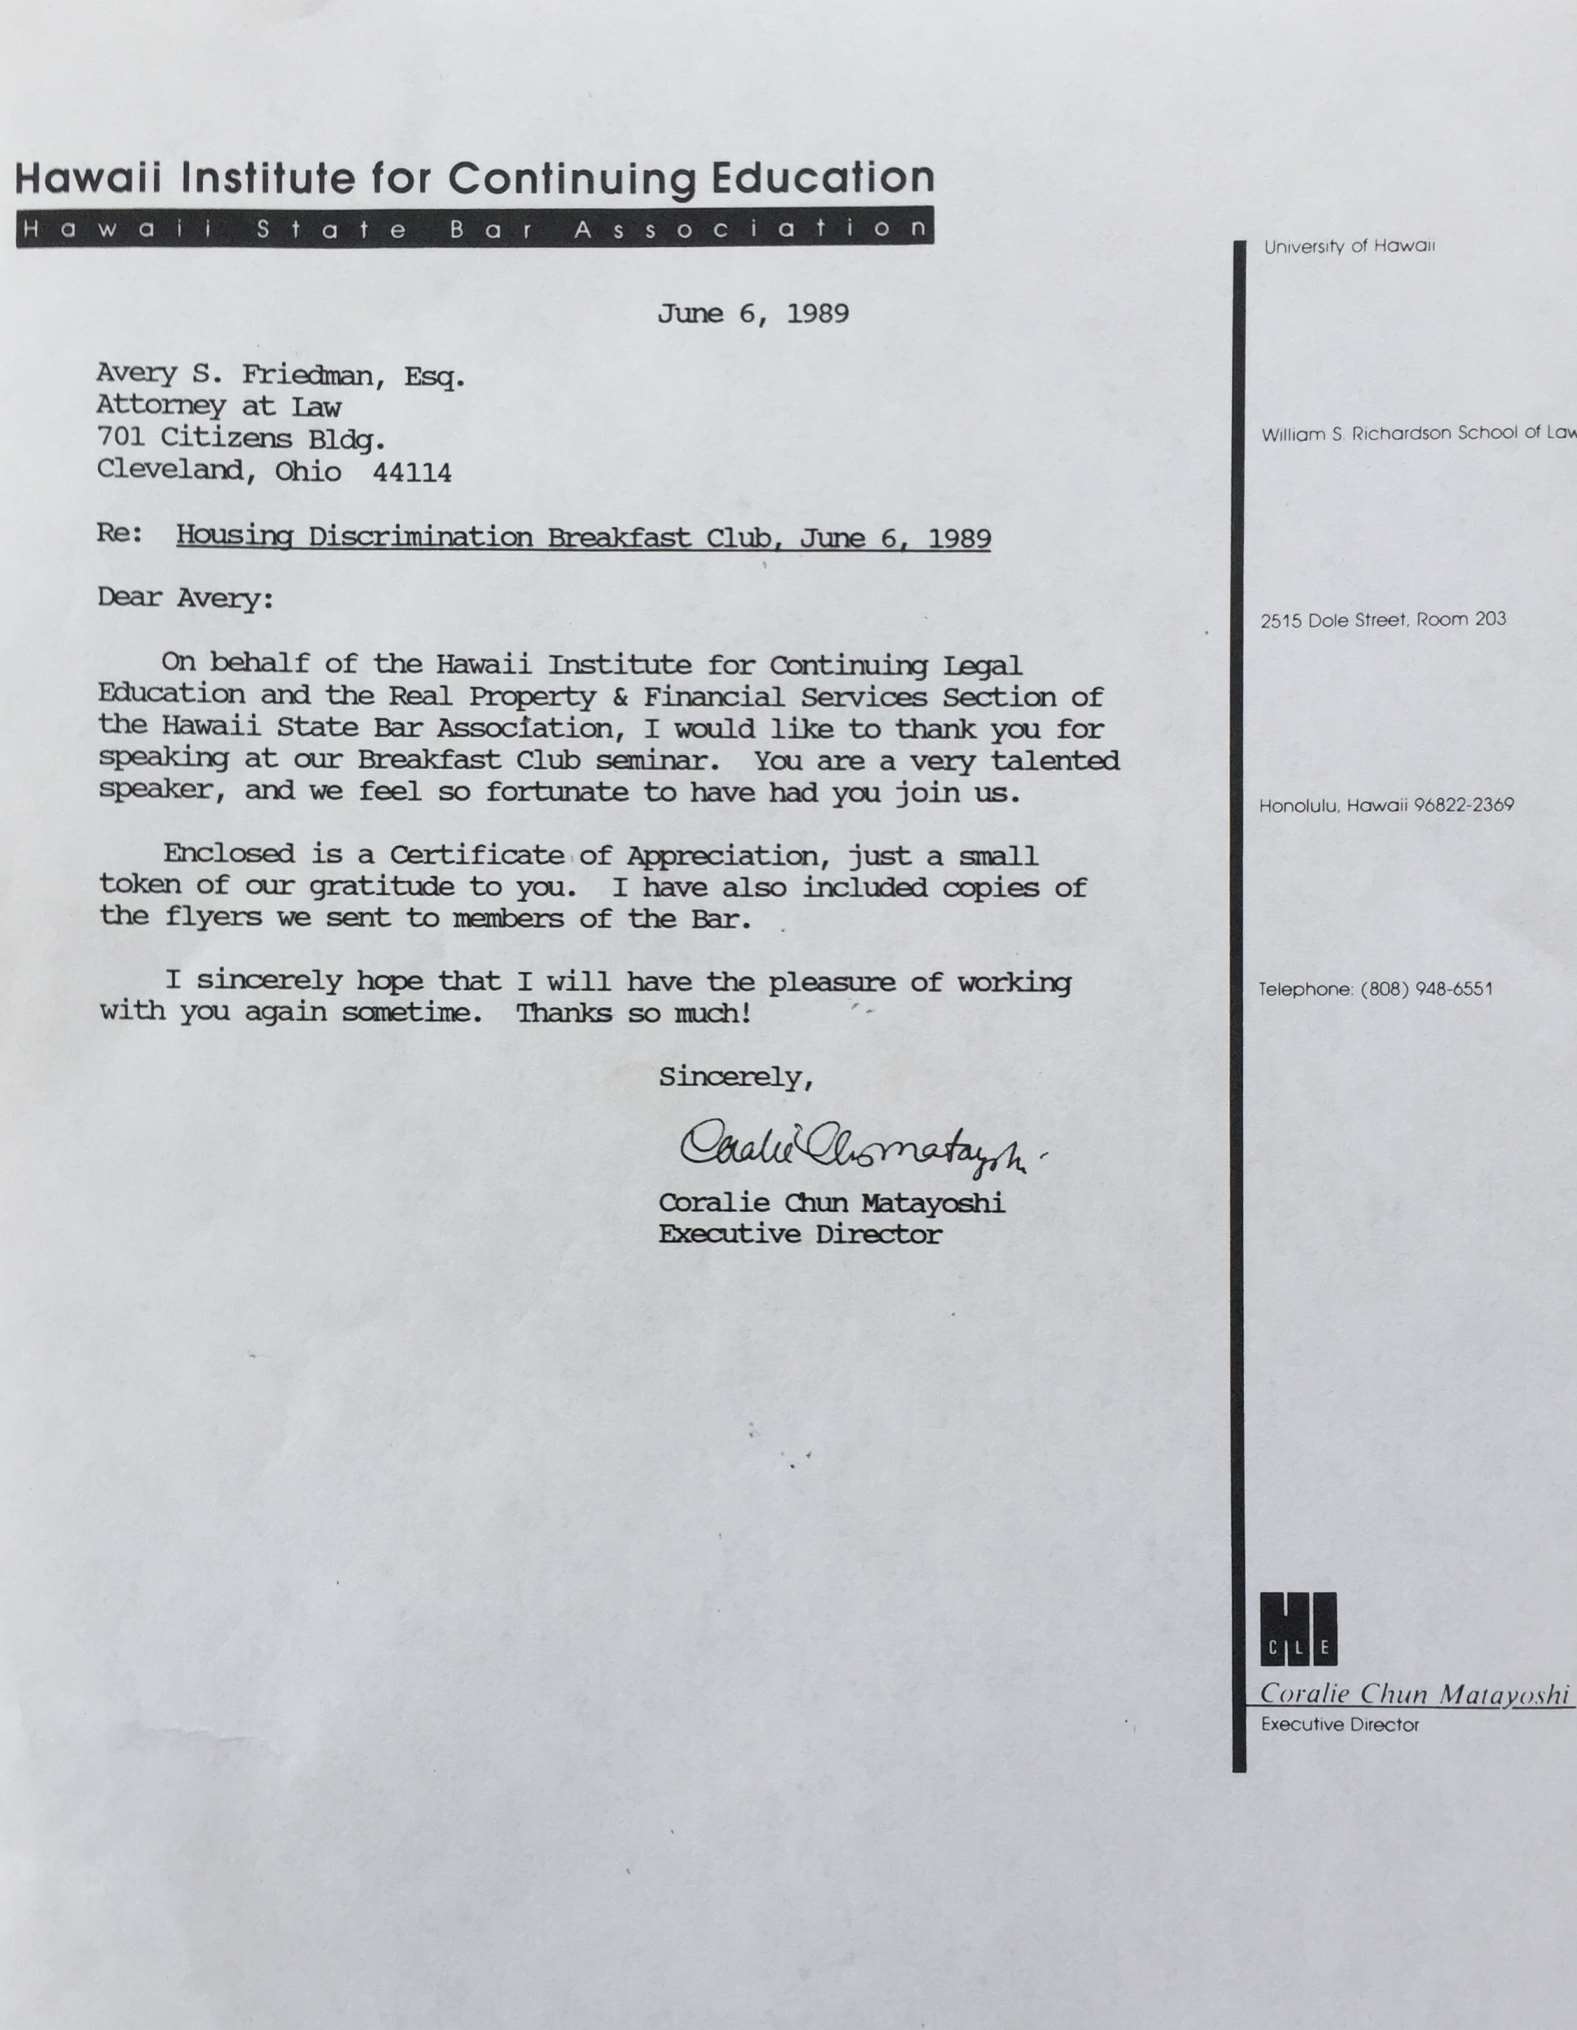 Hawaii Institute for Continuing Education
Hawaii State Bar Association
June 6, 1989
Avery S. Friedman, Esq.
Attorney at Law
701 Citizens Bldg.
Cleveland, Ohio  44114
Re:  Housing Discrimination Breakfast Club, June 6, 1989
Dear Avery:
On behalf of the Hawaii Institute for Continuing Legal
Education and the Real Property & Financial Services Section of
the Hawaii State Bar Association, I would like to thank you for
speaking at our Breakfast Club seminar.  You are a very talented
speaker, and we feel so fortunate to have had you join us.
Enclosed is a Certificate of Appreciation, just a small
token of our gratitude to you.  I have also included copies of
the flyers we sent to members of the Bar.
I sincerely hope that I will have the pleasure of working
with you again sometime.  Thanks so much!
Sincerely,
Coralie Chun Matayoshi
Coralie Chun Matayoshi
Executive Director
University of Hawaii
William S. Richardson School of Law
2515 Dole Street, Room 203
Honolulu, Hawaii 96822-2369
Telephone: (808) 948-6551
HI
CLE
Coralie Chun Matayoshi
Executive Director